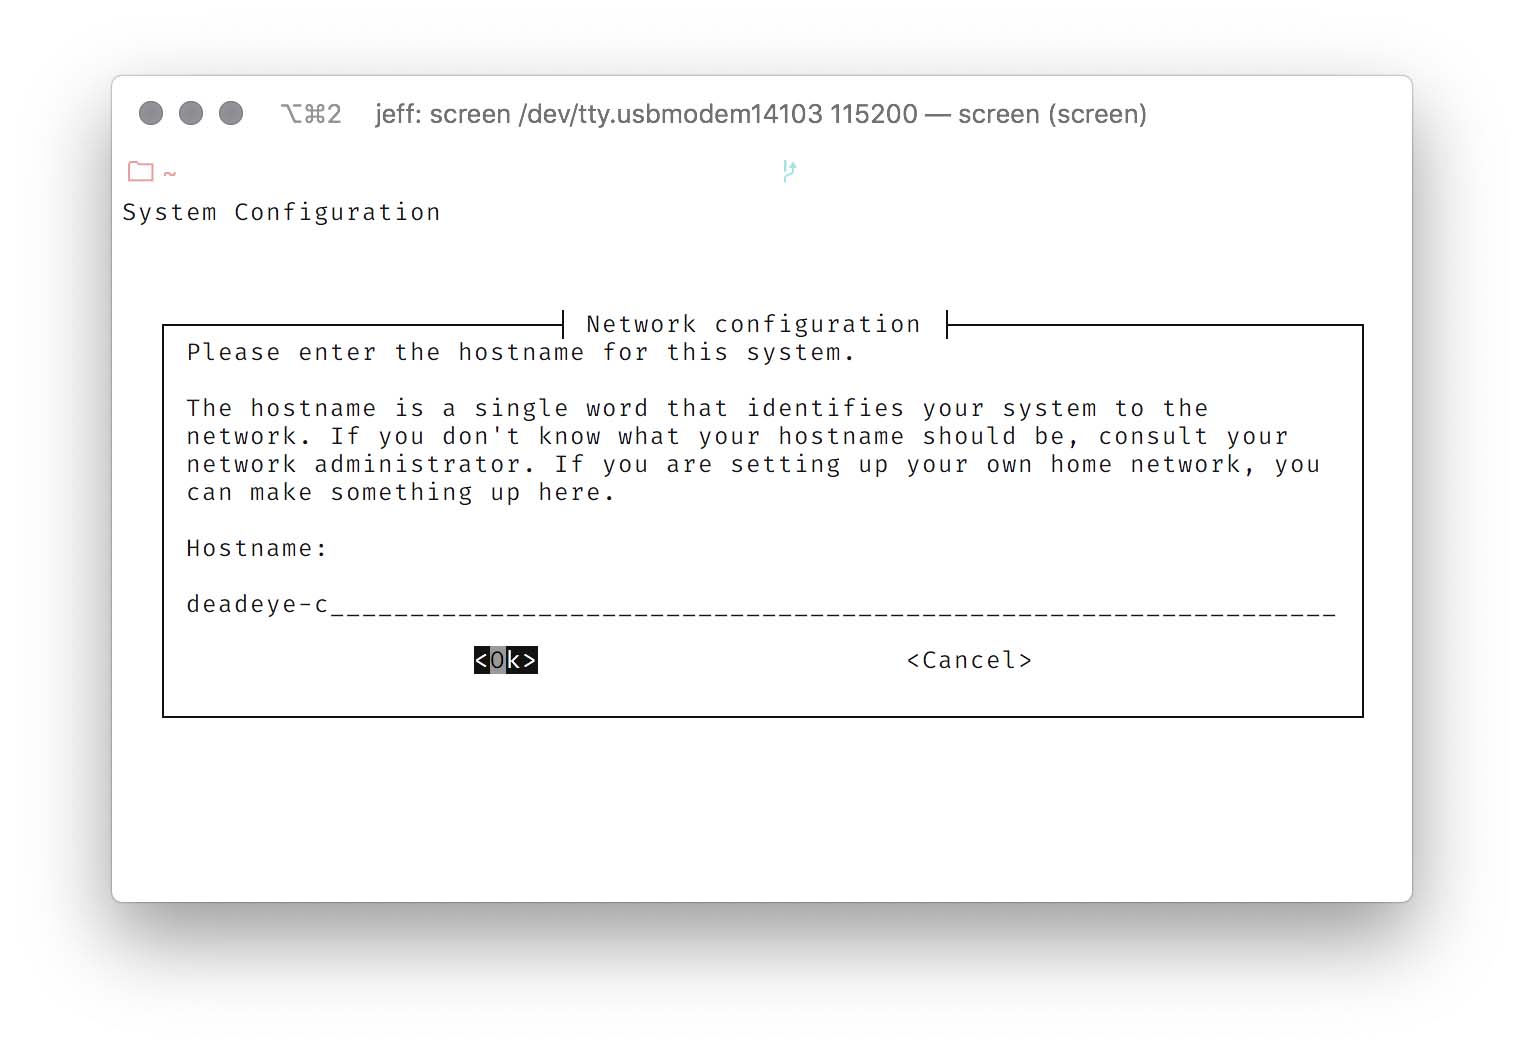 ⌥⌘2 jeff: screen /dev/tty.usbmodem14103 115200 — screen (screen)
~
System Configuration
Network configuration
Please enter the hostname for this system.
The hostname is a single word that identifies your system to the
network. If you don't know what your hostname should be, consult your
network administrator. If you are setting up your own home network, you
can make something up here.
Hostname:
deadeye-c_______________________________________________________________
<Ok> <Cancel>